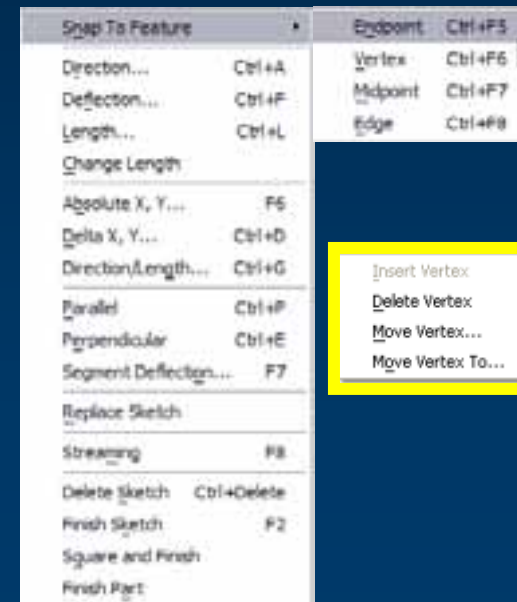 Snap To Feature
Direction... Ctrl+A
Deflection... Ctrl+F
Length... Ctrl+L
Change Length
Absolute X, Y... F6
Delta X, Y... Ctrl+D
Direction/Length... Ctrl+G
Parallel Ctrl+P
Perpendicular Ctrl+E
Segment Deflection... F7
Replace Sketch
Streaming F8
Delete Sketch Ctrl+Delete
Finish Sketch F2
Square and Finish
Finish Part
Endpoint Ctrl+F5
Vertex Ctrl+F6
Midpoint Ctrl+F7
Edge Ctrl+F8
Insert Vertex
Delete Vertex
Move Vertex...
Move Vertex To...